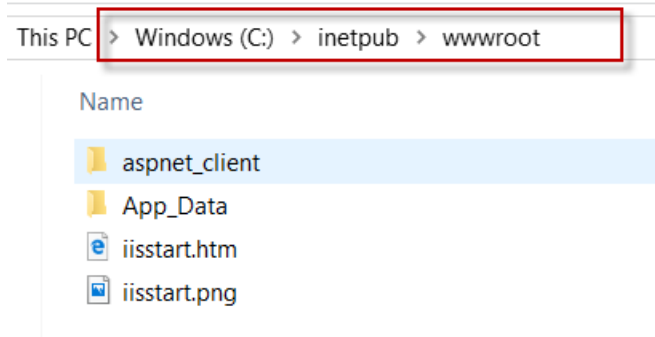 This PC > Windows (C:) > inetpub > wwwroot
Name
aspnet_client
App_Data
iisstart.htm
iisstart.png